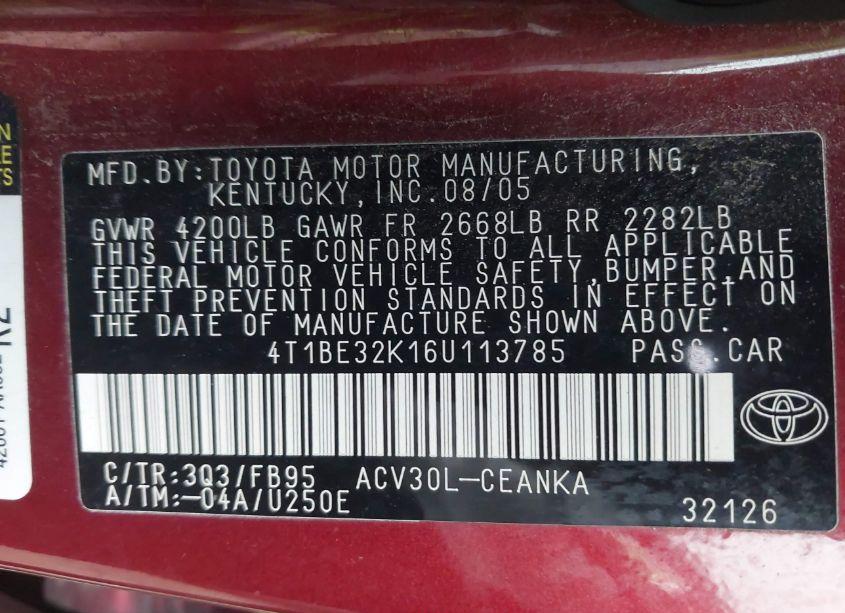 MFD.BY:TOYOTA MOTOR MANUFACTURING,
KENTUCKY,INC.08/05
GVWR 4200LB GAWR FR 2668LB RR 2282LB
THIS VEHICLE CONFORMS TO ALL APPLICABLE
FEDERAL MOTOR VEHICLE SAFETY,BUMPER,AND
THEFT PREVENTION STANDARDS IN EFFECT ON
THE DATE OF MANUFACTURE SHOWN ABOVE.
4T1BE32K16U113785 PASS.CAR
C/TR:3Q3/FB95 ACV30L-CEANKA
A/TM:-04A/U250E
32126